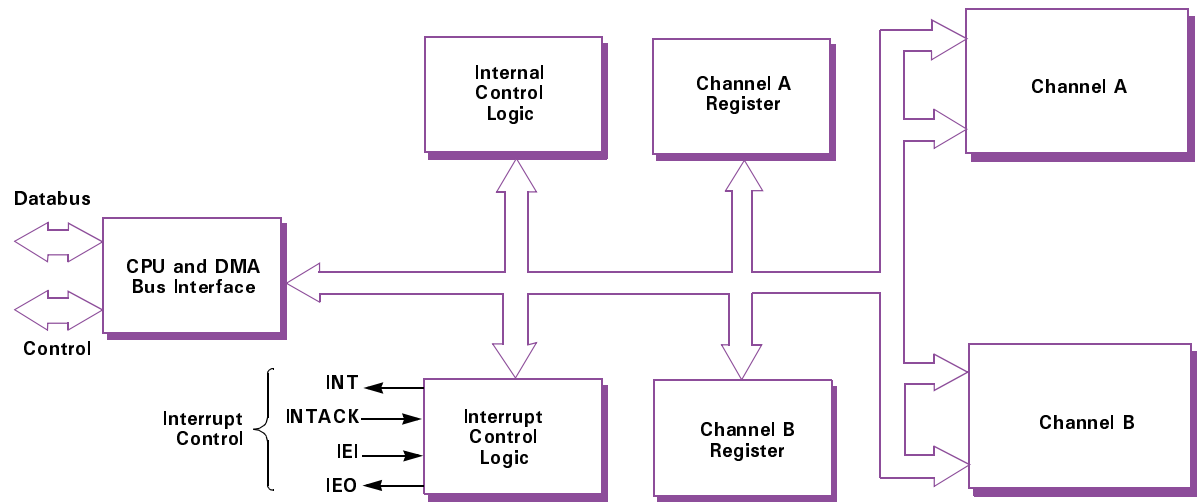 Internal
Control
Logic
Channel A
Register
Channel A
Databus
CPU and DMA
Bus Interface
Control
Interrupt
Control
INT
INTACK
IEI
IEO
Interrupt
Control
Logic
Channel B
Register
Channel B